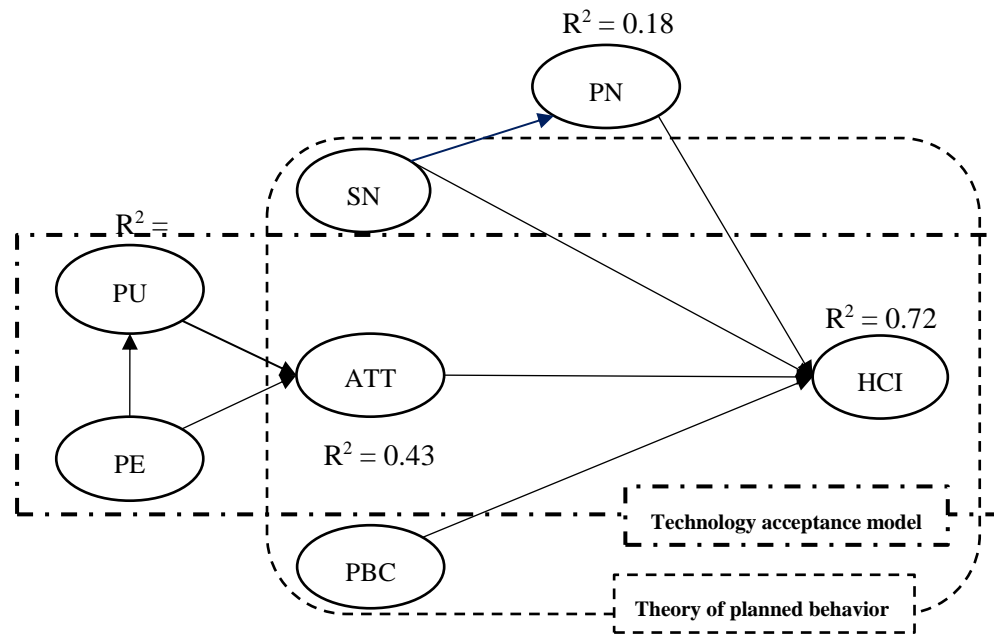 R² = 0.18
PN
SN
R² =
PU
R² = 0.72
ATT
HCI
R² = 0.43
PE
Technology acceptance model
PBC
Theory of planned behavior